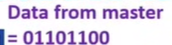 Data from master
= 01101100